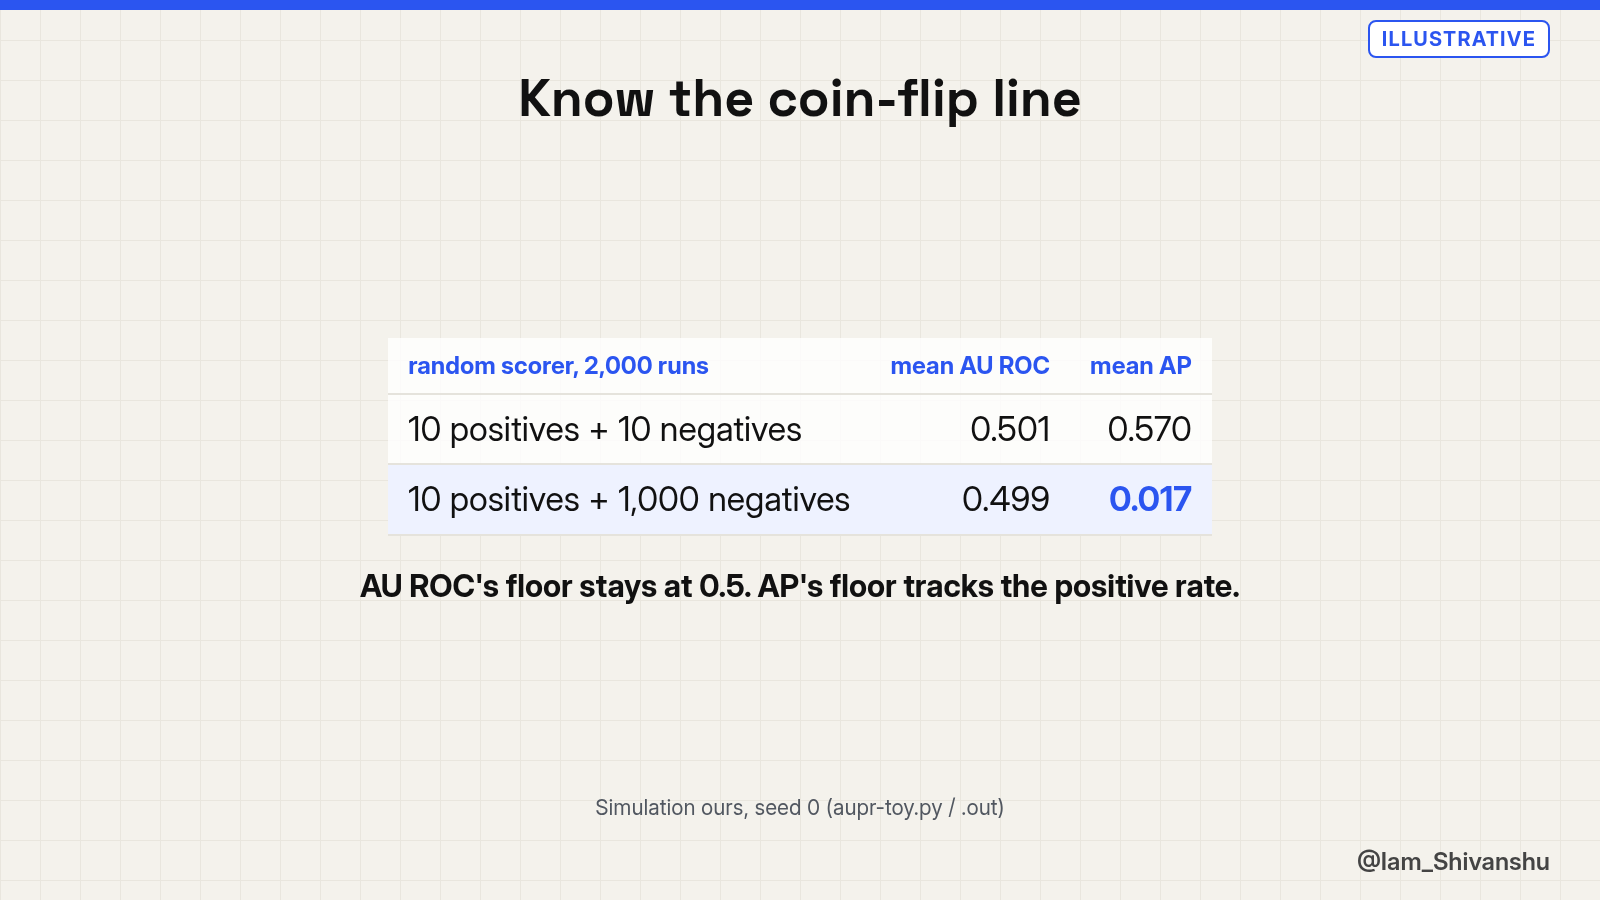 ILLUSTRATIVE
Know the coin-flip line
random scorer, 2,000 runs mean AU ROC mean AP
10 positives + 10 negatives 0.501 0.570
10 positives + 1,000 negatives 0.499 0.017
AU ROC's floor stays at 0.5. AP's floor tracks the positive rate.
Simulation ours, seed 0 (aupr-toy.py / .out)
@Iam_Shivanshu